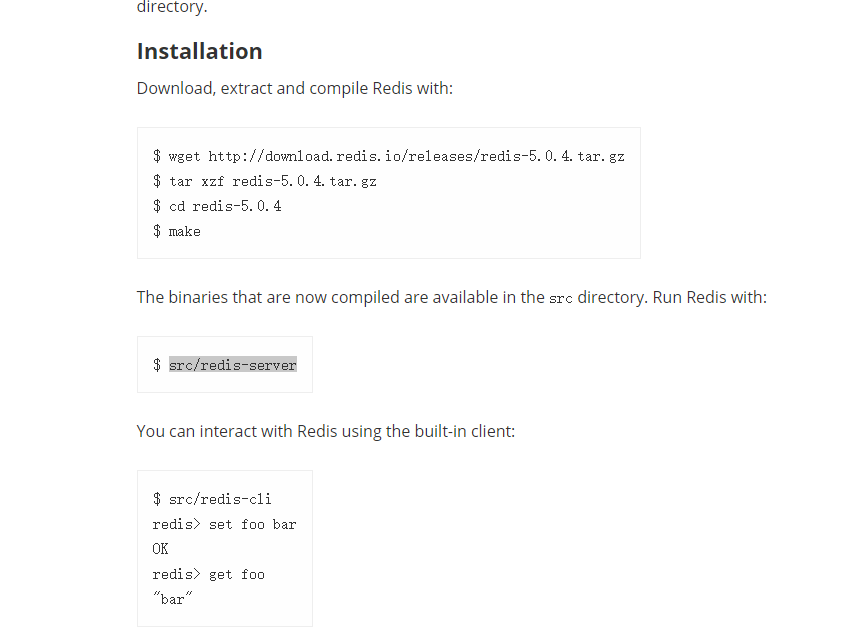 directory.
Installation
Download, extract and compile Redis with:
$ wget http://download.redis.io/releases/redis-5.0.4.tar.gz
$ tar xzf redis-5.0.4.tar.gz
$ cd redis-5.0.4
$ make
The binaries that are now compiled are available in the src directory. Run Redis with:
$ src/redis-server
You can interact with Redis using the built-in client:
$ src/redis-cli
redis> set foo bar
OK
redis> get foo
"bar"